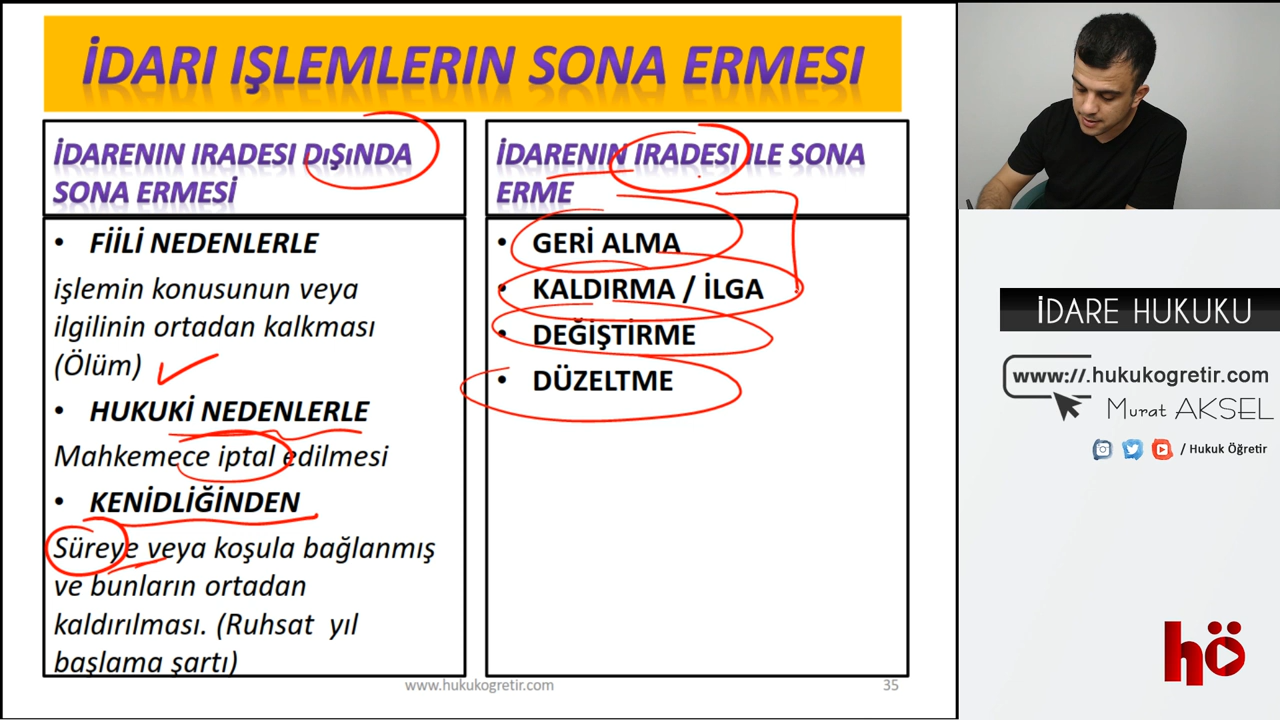 İDARI IŞLEMLERIN SONA ERMESI
İDARENIN IRADESI DıŞıNDA
SONA ERMESİ
• FİİLİ NEDENLERLE
işlemin konusunun veya
ilgilinin ortadan kalkması
(Ölüm)
• HUKUKİ NEDENLERLE
Mahkemece iptal edilmesi
• KENİDLİĞİNDEN
Süreye veya koşula bağlanmış
ve bunların ortadan
kaldırılması. (Ruhsat yıl
başlama şartı)
İDARENIN IRADESI ILE SONA
ERME
• GERİ ALMA
• KALDIRMA / İLGA
• DEĞİŞTİRME
• DÜZELTME
www.hukukogretir.com
35
İDARE HUKUKU
www://.hukukogretir.com
Murat AKSEL
/ Hukuk Öğretir
hö